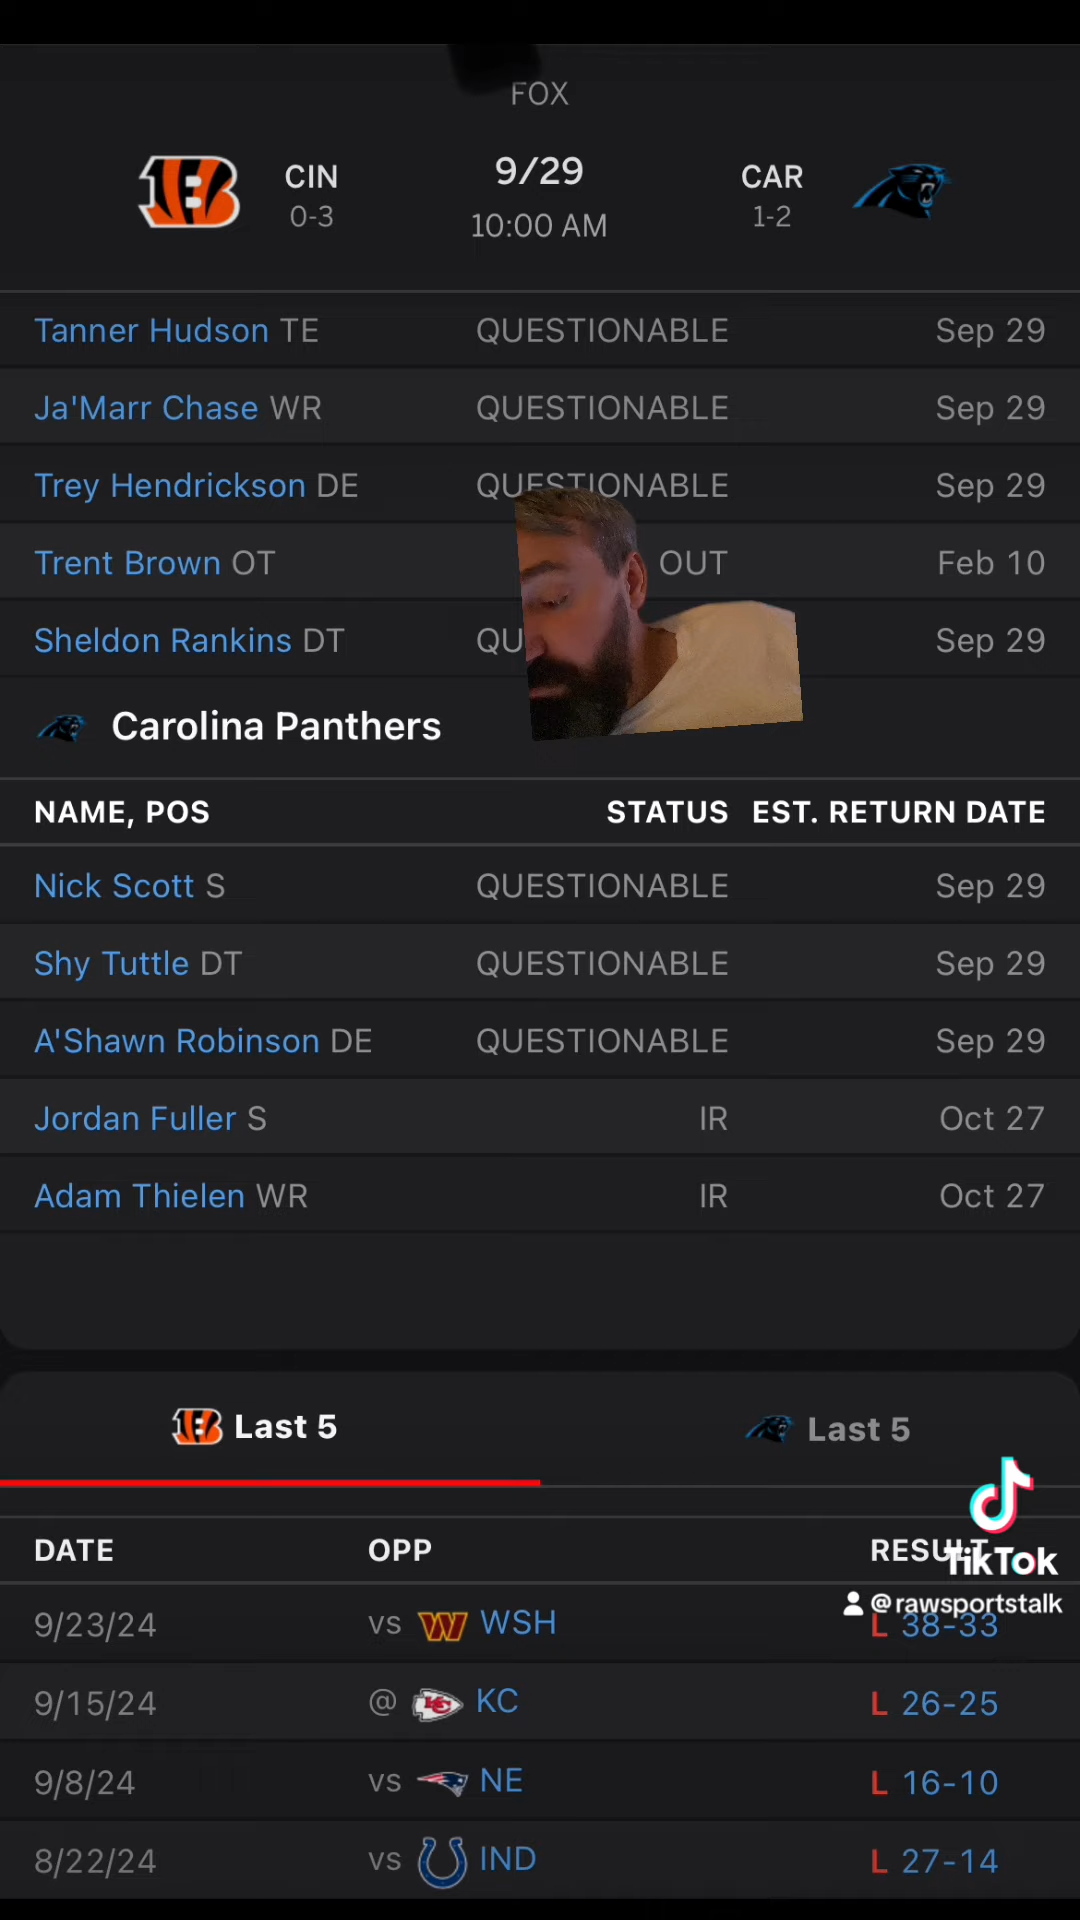 FOX
CIN 9/29 CAR
0-3 10:00 AM 1-2
Tanner Hudson TE QUESTIONABLE Sep 29
Ja'Marr Chase WR QUESTIONABLE Sep 29
Trey Hendrickson DE QUESTIONABLE Sep 29
Trent Brown OT OUT Feb 10
Sheldon Rankins DT QU Sep 29
Carolina Panthers
NAME, POS STATUS EST. RETURN DATE
Nick Scott S QUESTIONABLE Sep 29
Shy Tuttle DT QUESTIONABLE Sep 29
A'Shawn Robinson DE QUESTIONABLE Sep 29
Jordan Fuller S IR Oct 27
Adam Thielen WR IR Oct 27
Last 5 Last 5
DATE OPP RESULT
TikTok
@rawsportstalk
9/23/24 vs WSH L 38-33
9/15/24 @ KC L 26-25
9/8/24 vs NE L 16-10
8/22/24 vs IND L 27-14